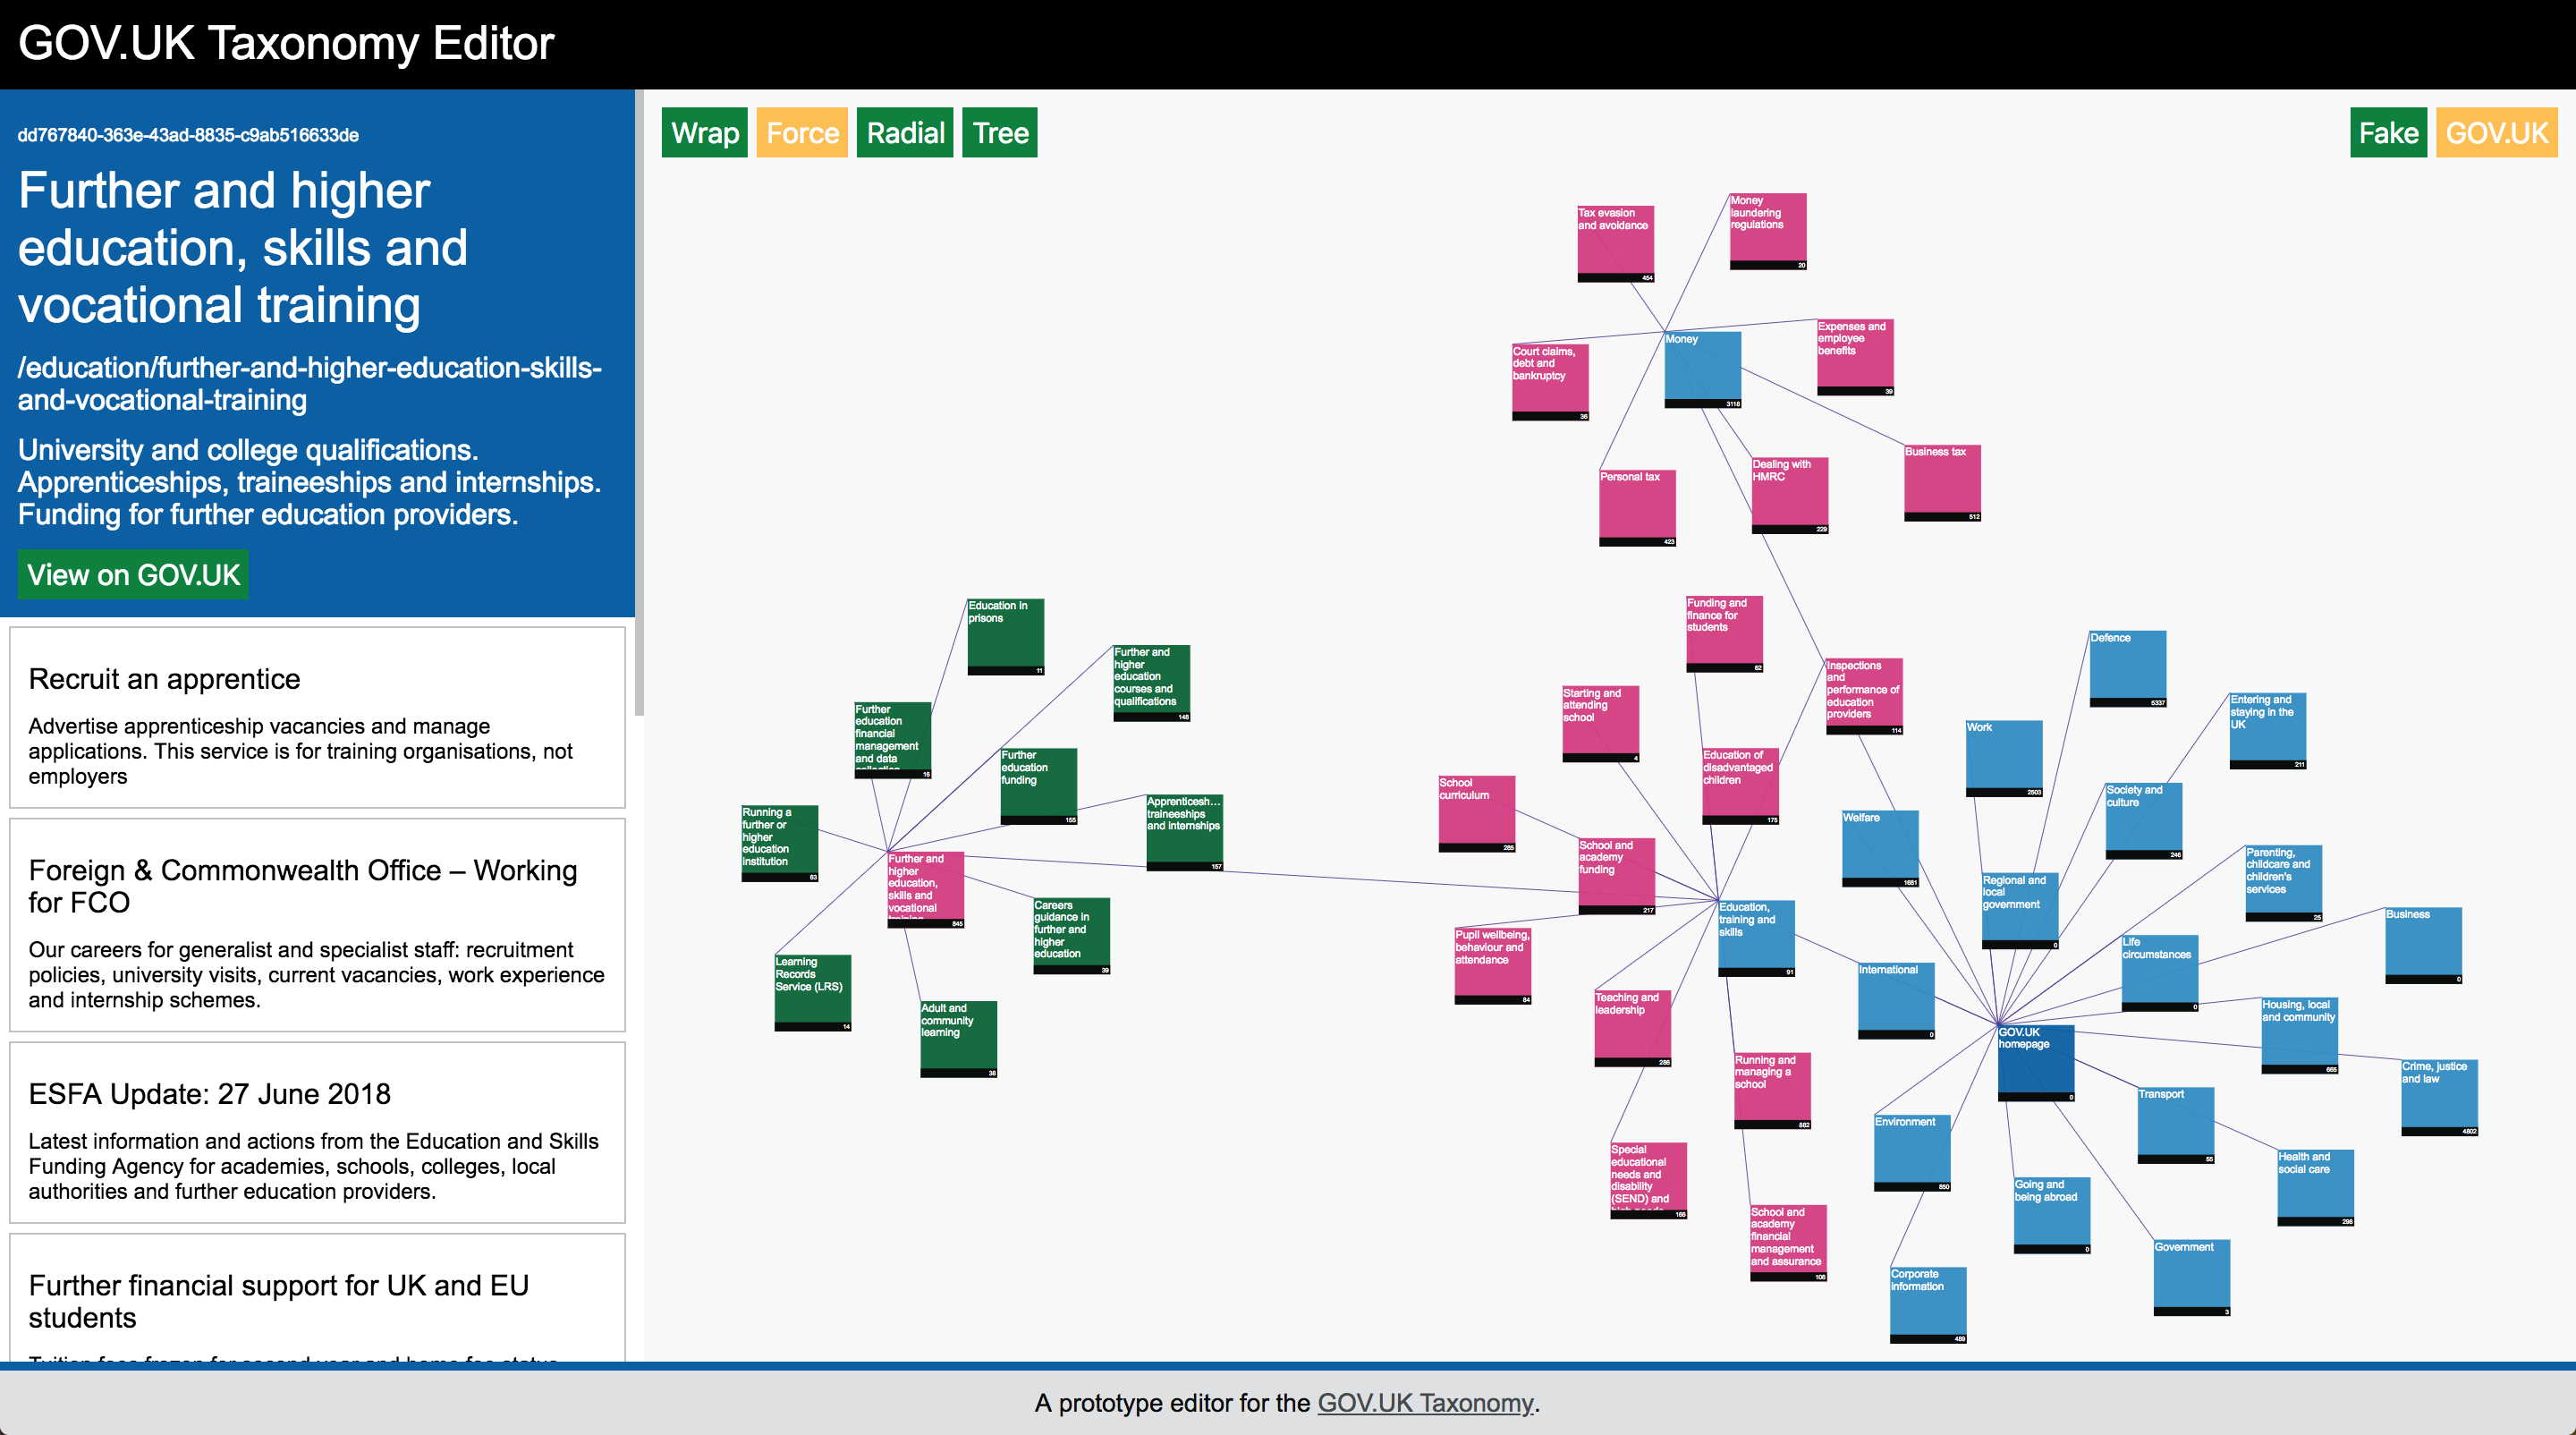 GOV.UK Taxonomy Editor
dd767840-363e-43ad-8835-c9ab516633de
Further and higher
education, skills and
vocational training
/education/further-and-higher-education-skills-
and-vocational-training
University and college qualifications.
Apprenticeships, traineeships and internships.
Funding for further education providers.
View on GOV.UK
Recruit an apprentice
Advertise apprenticeship vacancies and manage
applications. This service is for training organisations, not
employers
Foreign & Commonwealth Office – Working
for FCO
Our careers for generalist and specialist staff: recruitment
policies, university visits, current vacancies, work experience
and internship schemes.
ESFA Update: 27 June 2018
Latest information and actions from the Education and Skills
Funding Agency for academies, schools, colleges, local
authorities and further education providers.
Further financial support for UK and EU
students
Wrap
Force
Radial
Tree
Fake
GOV.UK
Tax evasion
and avoidance
454
Money
laundering
regulations
20
Court claims,
debt and
bankruptcy
36
Money
3118
Expenses and
employee
benefits
39
Personal tax
423
Dealing with
HMRC
229
Business tax
512
Education in
prisons
11
Further and
higher
education
courses and
qualifications
148
Further
education
financial
management
and data
16
Further
education
funding
155
Apprenticesh...
traineeships
and internships
157
Running a
further or
higher
education
institution
63
Further and
higher
education,
skills and
vocational
845
Careers
guidance in
further and
higher
education
39
Learning
Records
Service (LRS)
14
Adult and
community
learning
38
Funding and
finance for
students
62
Starting and
attending
school
4
Inspections
and
performance of
education
providers
114
Education of
disadvantaged
children
175
School
curriculum
285
School and
academy
funding
217
Pupil wellbeing,
behaviour and
attendance
84
Education,
training and
skills
91
Teaching and
leadership
286
Running and
managing a
school
882
Special
educational
needs and
disability
(SEND) and
166
School and
academy
financial
management
and assurance
106
Defence
5337
Work
2503
Entering and
staying in the
UK
211
Society and
culture
246
Welfare
1681
Regional and
local
government
0
Parenting,
childcare and
children's
services
25
Business
0
Life
circumstances
0
International
0
Housing, local
and community
665
GOV.UK
homepage
0
Crime, justice
and law
4802
Environment
850
Transport
55
Health and
social care
298
Going and
being abroad
0
Government
3
Corporate
information
489
A prototype editor for the GOV.UK Taxonomy.